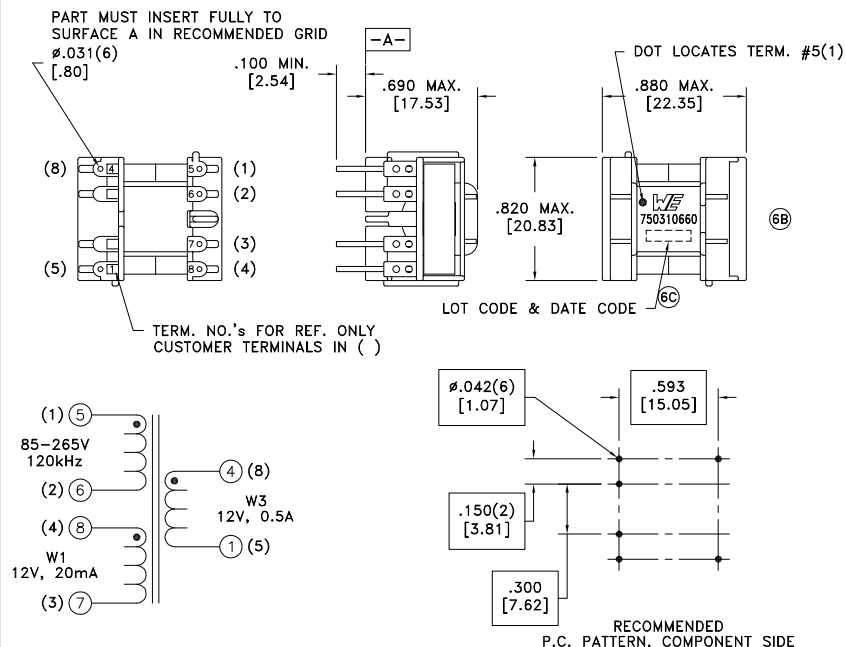 PART MUST INSERT FULLY TO
SURFACE A IN RECOMMENDED GRID
ø.031(6)
[.80]
-A-
.100 MIN.
[2.54]
.690 MAX.
[17.53]
DOT LOCATES TERM. #5(1)
.880 MAX.
[22.35]
(8)
4
5
(1)
6
(2)
7
(3)
(5)
1
8
(4)
.820 MAX.
[20.83]
WE
750310660
6B
6C
LOT CODE & DATE CODE
TERM. NO.'s FOR REF. ONLY
CUSTOMER TERMINALS IN ( )
(1) 5
85-265V
120kHz
(2) 6
(4) 8
W1
12V, 20mA
(3) 7
4 (8)
W3
12V, 0.5A
1 (5)
ø.042(6)
[1.07]
.593
[15.05]
.150(2)
[3.81]
.300
[7.62]
RECOMMENDED
P.C. PATTERN, COMPONENT SIDE